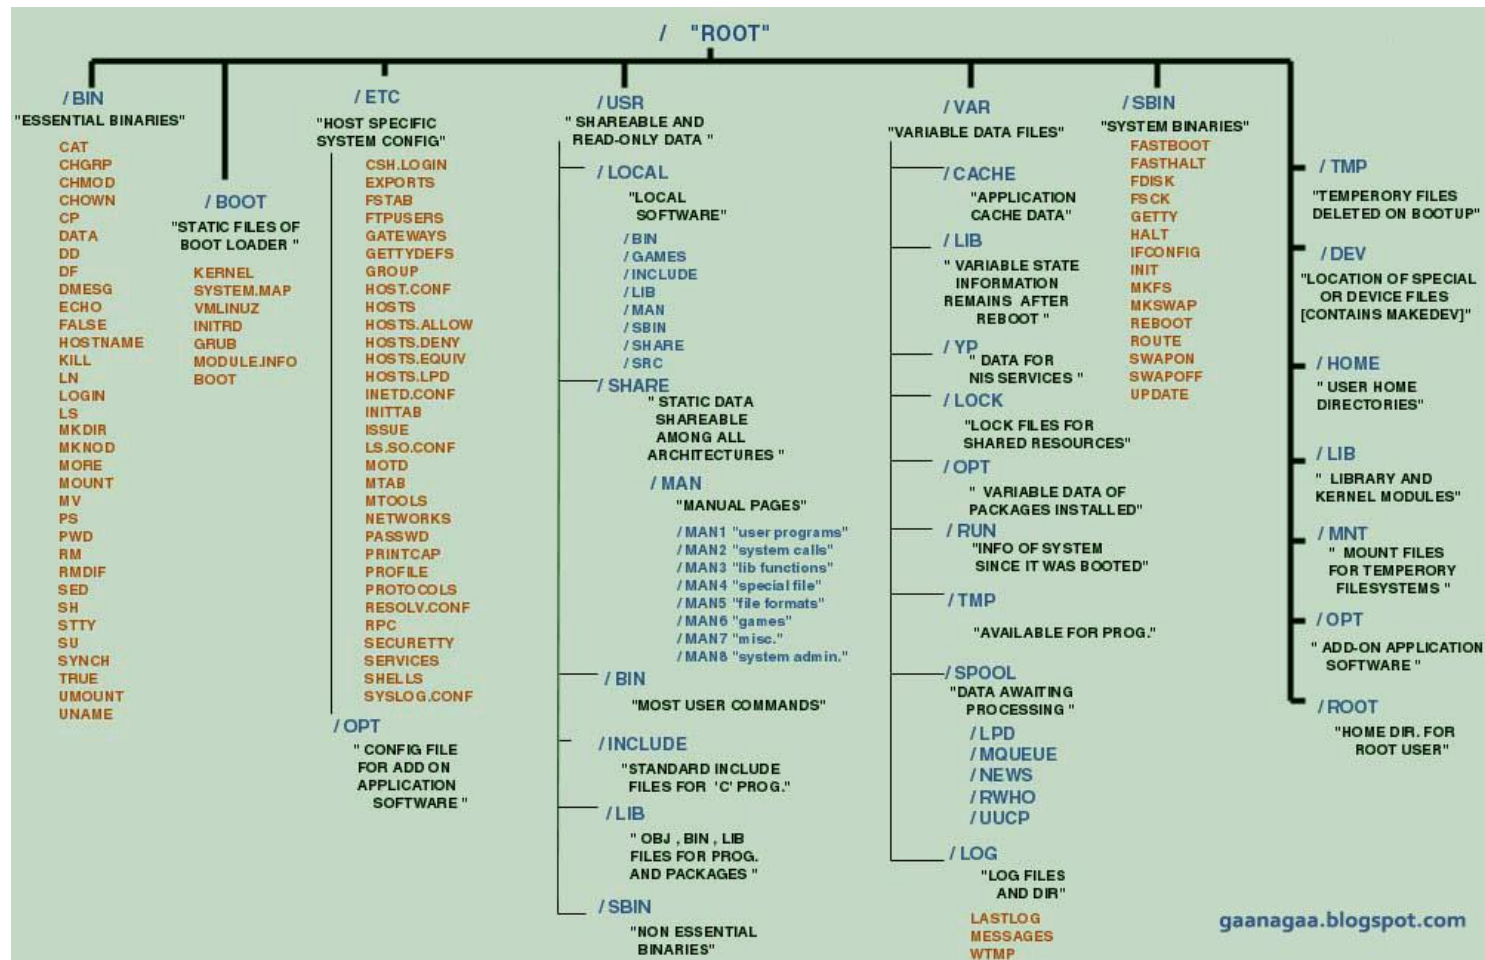 / "ROOT"
/BIN
"ESSENTIAL BINARIES"
CAT
CHGRP
CHMOD
CHOWN
CP
DATA
DD
DF
DMESG
ECHO
FALSE
HOSTNAME
KILL
LN
LOGIN
LS
MKDIR
MKNOD
MORE
MOUNT
MV
PS
PWD
RM
RMDIF
SED
SH
STTY
SU
SYNCH
TRUE
UMOUNT
UNAME
/BOOT
"STATIC FILES OF
BOOT LOADER "
KERNEL
SYSTEM.MAP
VMLINUZ
INITRD
GRUB
MODULE.INFO
BOOT
/ETC
"HOST SPECIFIC
SYSTEM CONFIG"
CSH.LOGIN
EXPORTS
FSTAB
FTPUSERS
GATEWAYS
GETTYDEFS
GROUP
HOST.CONF
HOSTS
HOSTS.ALLOW
HOSTS.DENY
HOSTS.EQUIV
HOSTS.LPD
INETD.CONF
INITTAB
ISSUE
LS.SO.CONF
MOTD
MTAB
MTOOLS
NETWORKS
PASSWD
PRINTCAP
PROFILE
PROTOCOLS
RESOLV.CONF
RPC
SECURETTY
SERVICES
SHELLS
SYSLOG.CONF
/OPT
" CONFIG FILE
FOR ADD ON
APPLICATION
SOFTWARE "
/USR
" SHAREABLE AND
READ-ONLY DATA "
/LOCAL
"LOCAL
SOFTWARE"
/BIN
/GAMES
/INCLUDE
/LIB
/MAN
/SBIN
/SHARE
/SRC
/SHARE
" STATIC DATA
SHAREABLE
AMONG ALL
ARCHITECTURES "
/MAN
"MANUAL PAGES"
/MAN1 "user programs"
/MAN2 "system calls"
/MAN3 "lib functions"
/MAN4 "special file"
/MAN5 "file formats"
/MAN6 "games"
/MAN7 "misc."
/MAN8 "system admin."
/BIN
"MOST USER COMMANDS"
/INCLUDE
"STANDARD INCLUDE
FILES FOR 'C' PROG."
/LIB
" OBJ , BIN , LIB
FILES FOR PROG.
AND PACKAGES "
/SBIN
"NON ESSENTIAL
BINARIES"
/VAR
"VARIABLE DATA FILES"
/CACHE
"APPLICATION
CACHE DATA"
/LIB
" VARIABLE STATE
INFORMATION
REMAINS AFTER
REBOOT "
/YP
" DATA FOR
NIS SERVICES "
/LOCK
"LOCK FILES FOR
SHARED RESOURCES"
/OPT
" VARIABLE DATA OF
PACKAGES INSTALLED"
/RUN
"INFO OF SYSTEM
SINCE IT WAS BOOTED"
/TMP
"AVAILABLE FOR PROG."
/SPOOL
"DATA AWAITING
PROCESSING "
/LPD
/MQUEUE
/NEWS
/RWHO
/UUCP
/LOG
"LOG FILES
AND DIR"
LASTLOG
MESSAGES
WTMP
/SBIN
"SYSTEM BINARIES"
FASTBOOT
FASTHALT
FDISK
FSCK
GETTY
HALT
IFCONFIG
INIT
MKFS
MKSWAP
REBOOT
ROUTE
SWAPON
SWAPOFF
UPDATE
/TMP
"TEMPERORY FILES
DELETED ON BOOTUP"
/DEV
"LOCATION OF SPECIAL
OR DEVICE FILES
[CONTAINS MAKEDEV]"
/HOME
" USER HOME
DIRECTORIES"
/LIB
" LIBRARY AND
KERNEL MODULES"
/MNT
" MOUNT FILES
FOR TEMPERORY
FILESYSTEMS "
/OPT
" ADD-ON APPLICATION
SOFTWARE "
/ROOT
"HOME DIR. FOR
ROOT USER"
gaanagaa.blogspot.com